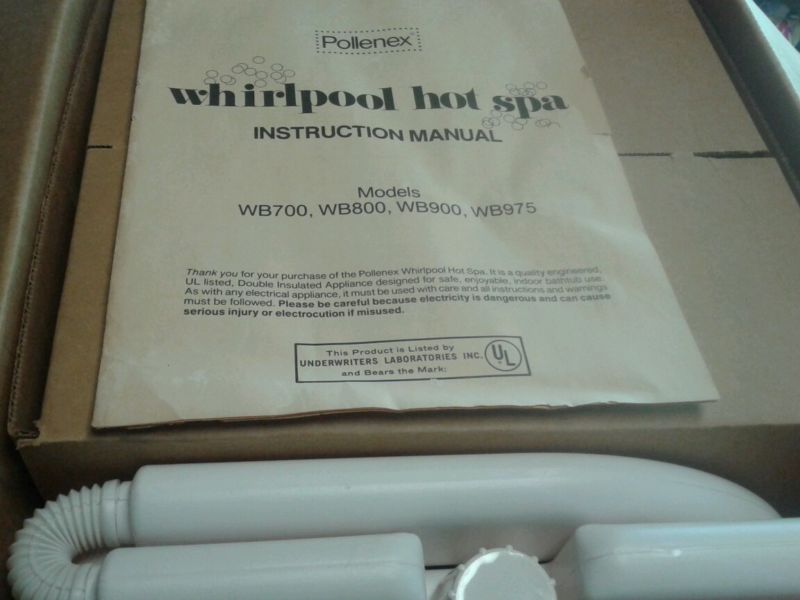 Pollenex
whirlpool hot spa
INSTRUCTION MANUAL
Models
WB700, WB800, WB900, WB975
Thank you for your purchase of the Pollenex Whirlpool Hot Spa. It is a quality engineered,
UL listed, Double Insulated Appliance designed for safe, enjoyable, indoor bathtub use.
As with any electrical appliance, it must be used with care and all instructions and warnings
must be followed. Please be careful because electricity is dangerous and can cause
serious injury or electrocution if misused.
This Product is Listed by
UNDERWRITERS LABORATORIES INC.
and Bears the Mark:
UL